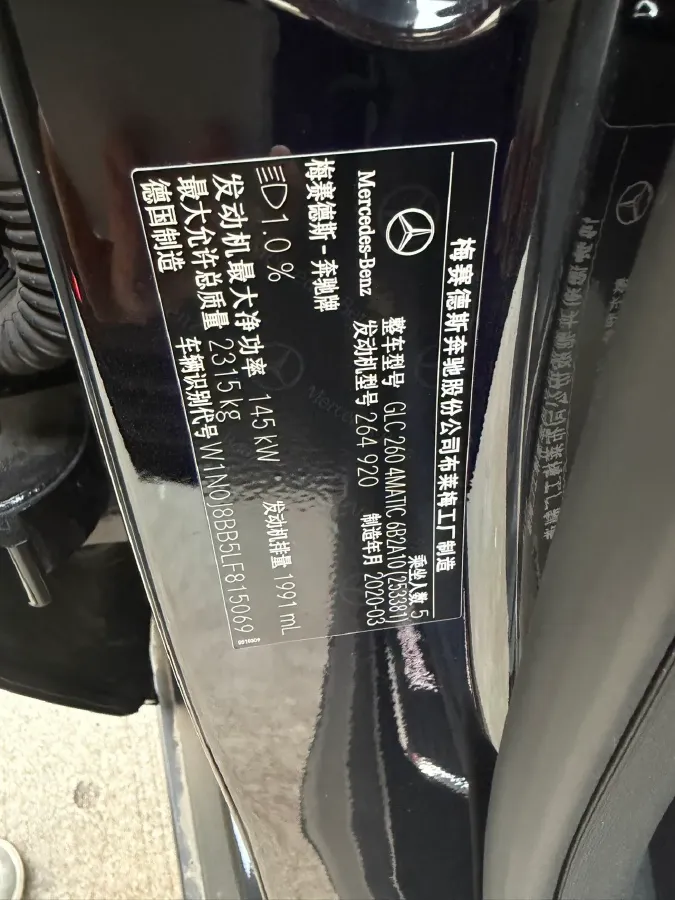 梅赛德斯奔驰股份公司布莱梅工厂制造
乘坐人数 5
Mercedes-Benz
整车型号 GLC 260 4MATIC 6B2A10(253381)
发动机型号 264 920
制造年月 2020-03
梅赛德斯-奔驰牌
1.0 %
发动机最大净功率 145 kW
发动机排量 1991 mL
最大允许总质量 2315 kg
德国制造
车辆识别代号 W1N0J8BB5LF815069